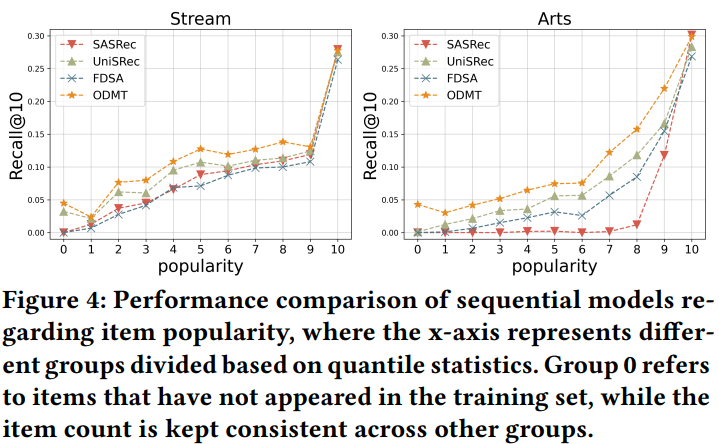 Stream
Recall@10
0.30
0.25
0.20
0.15
0.10
0.05
0.00
SASRec
UniSRec
FDSA
ODMT
0 1 2 3 4 5 6 7 8 9 10
popularity
Arts
Recall@10
0.30
0.25
0.20
0.15
0.10
0.05
0.00
SASRec
UniSRec
FDSA
ODMT
0 1 2 3 4 5 6 7 8 9 10
popularity
Figure 4: Performance comparison of sequential models re-
garding item popularity, where the x-axis represents differ-
ent groups divided based on quantile statistics. Group 0 refers
to items that have not appeared in the training set, while the
item count is kept consistent across other groups.